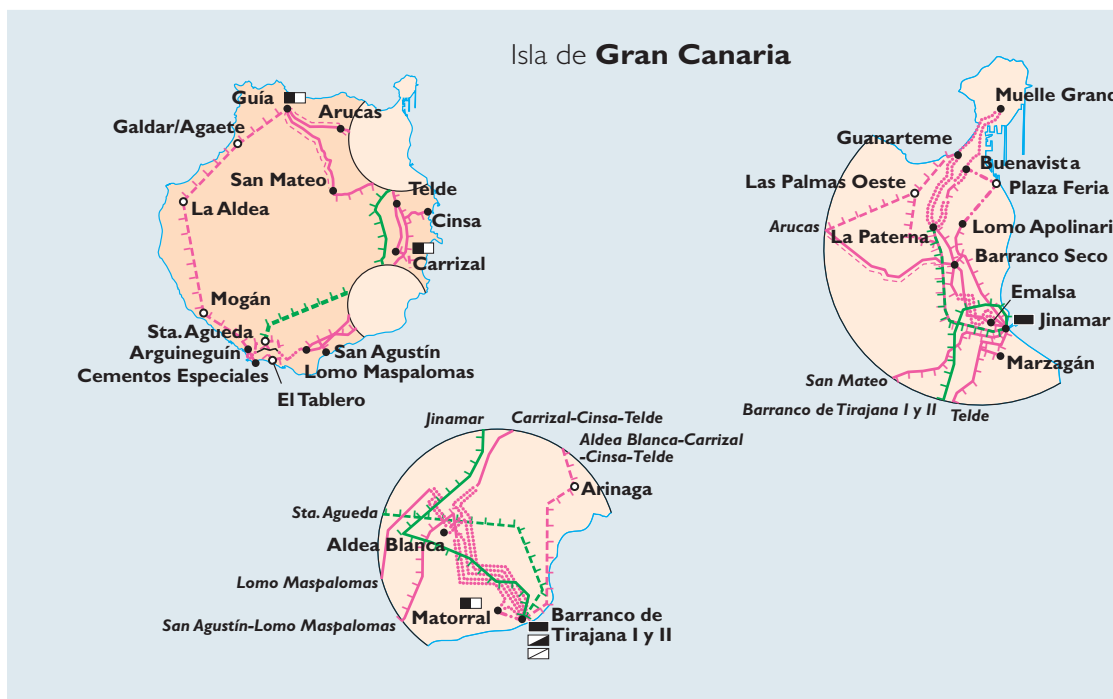 Isla de Gran Canaria
Guía
Arucas
Galdar/Agaete
San Mateo
Telde
La Aldea
Cinsa
Carrizal
Mogán
Sta. Agueda
Arguineguín
San Agustín
Cementos Especiales
Lomo Maspalomas
El Tablero
Muelle Grand
Guanarteme
Buenavista
Las Palmas Oeste
Plaza Feria
Arucas
La Paterna
Lomo Apolinari
Barranco Seco
Emalsa
Jinamar
Marzagán
San Mateo
Barranco de Tirajana I y II
Telde
Jinamar
Carrizal-Cinsa-Telde
Aldea Blanca-Carrizal
-Cinsa-Telde
Arinaga
Sta. Agueda
Aldea Blanca
Lomo Maspalomas
Matorral
San Agustín-Lomo Maspalomas
Barranco de
Tirajana I y II